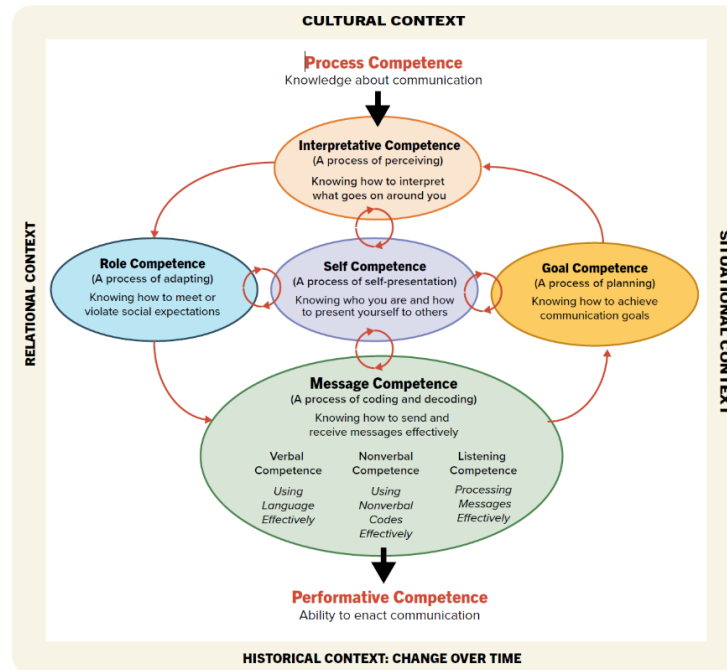 CULTURAL CONTEXT
Process Competence
Knowledge about communication
Interpretative Competence
(A process of perceiving)
Knowing how to interpret
what goes on around you
RELATIONAL CONTEXT
Role Competence
(A process of adapting)
Knowing how to meet or
violate social expectations
Self Competence
(A process of self-presentation)
Knowing who you are and how
to present yourself to others
Goal Competence
(A process of planning)
Knowing how to achieve
communication goals
SITUATIONAL CONTEXT
Message Competence
(A process of coding and decoding)
Knowing how to send and
receive messages effectively
Verbal
Competence
Using
Language
Effectively
Nonverbal
Competence
Using
Nonverbal
Codes
Effectively
Listening
Competence
Processing
Messages
Effectively
Performative Competence
Ability to enact communication
HISTORICAL CONTEXT: CHANGE OVER TIME